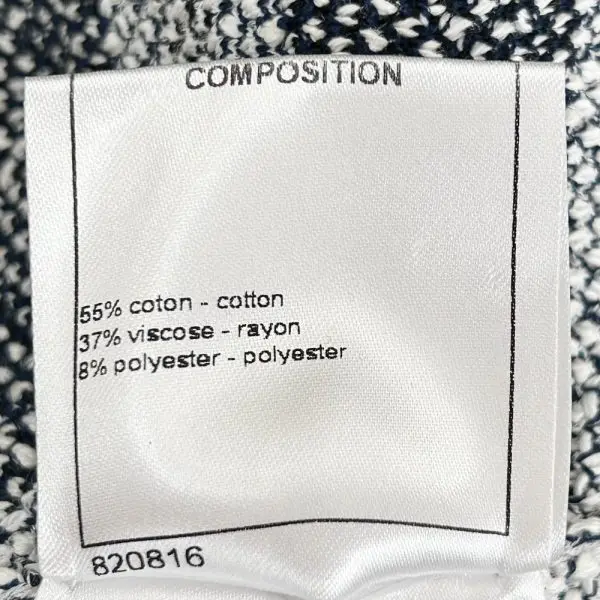 COMPOSITION
55% coton - cotton
37% viscose - rayon
8% polyester - polyester
820816